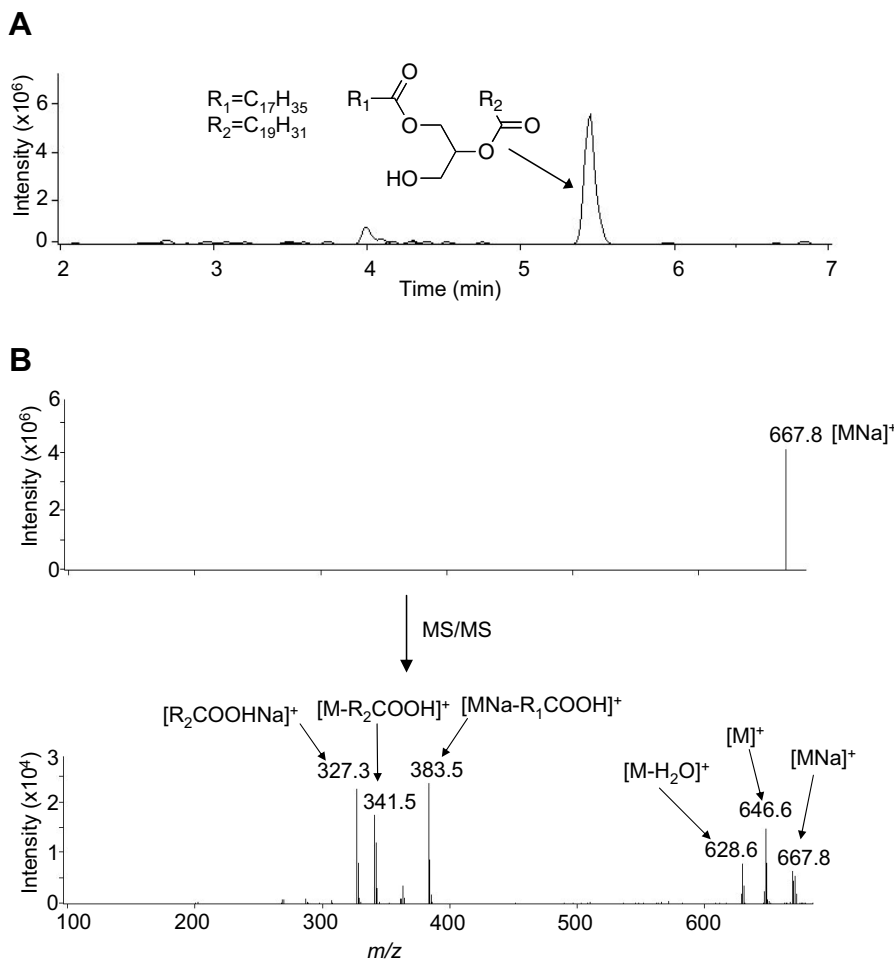 A
Intensity (x10⁶)
6
4
2
0
R₁=C₁₇H₃₅
R₂=C₁₉H₃₁
R₁
O
O
R₂
O
O
HO
2
3
4
5
6
7
Time (min)
B
Intensity (x10⁶)
6
4
2
0
667.8 [MNa]⁺
MS/MS
[R₂COOHNa]⁺
[M-R₂COOH]⁺
[MNa-R₁COOH]⁺
[M-H₂O]⁺
[M]⁺
[MNa]⁺
Intensity (x10⁴)
3
2
1
0
327.3
341.5
383.5
628.6
646.6
667.8
100
200
300
400
500
600
m/z